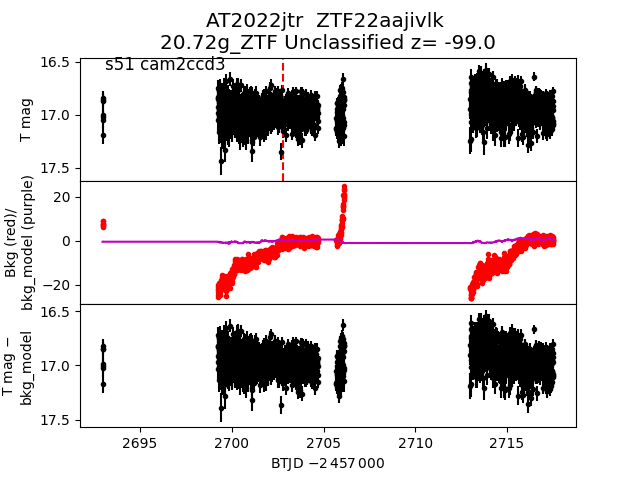 AT2022jtr  ZTF22aajivlk
20.72g_ZTF Unclassified z= -99.0
s51 cam2ccd3
16.5
17.0
17.5
T mag
20
0
−20
Bkg (red)/
bkg_model (purple)
16.5
17.0
17.5
T mag −
bkg_model
2695
2700
2705
2710
2715
BTJD −2 457 000